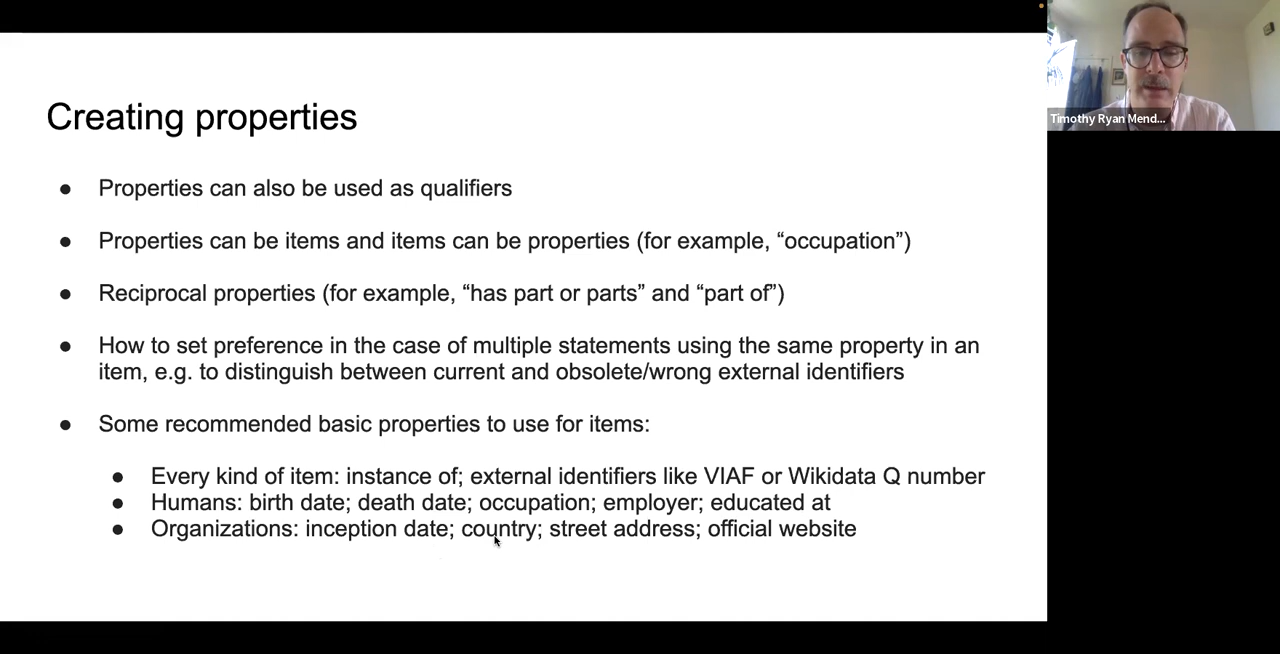 Creating properties
● Properties can also be used as qualifiers
● Properties can be items and items can be properties (for example, “occupation”)
● Reciprocal properties (for example, “has part or parts” and “part of”)
● How to set preference in the case of multiple statements using the same property in an
item, e.g. to distinguish between current and obsolete/wrong external identifiers
● Some recommended basic properties to use for items:
● Every kind of item: instance of; external identifiers like VIAF or Wikidata Q number
● Humans: birth date; death date; occupation; employer; educated at
● Organizations: inception date; country; street address; official website
Timothy Ryan Mend...